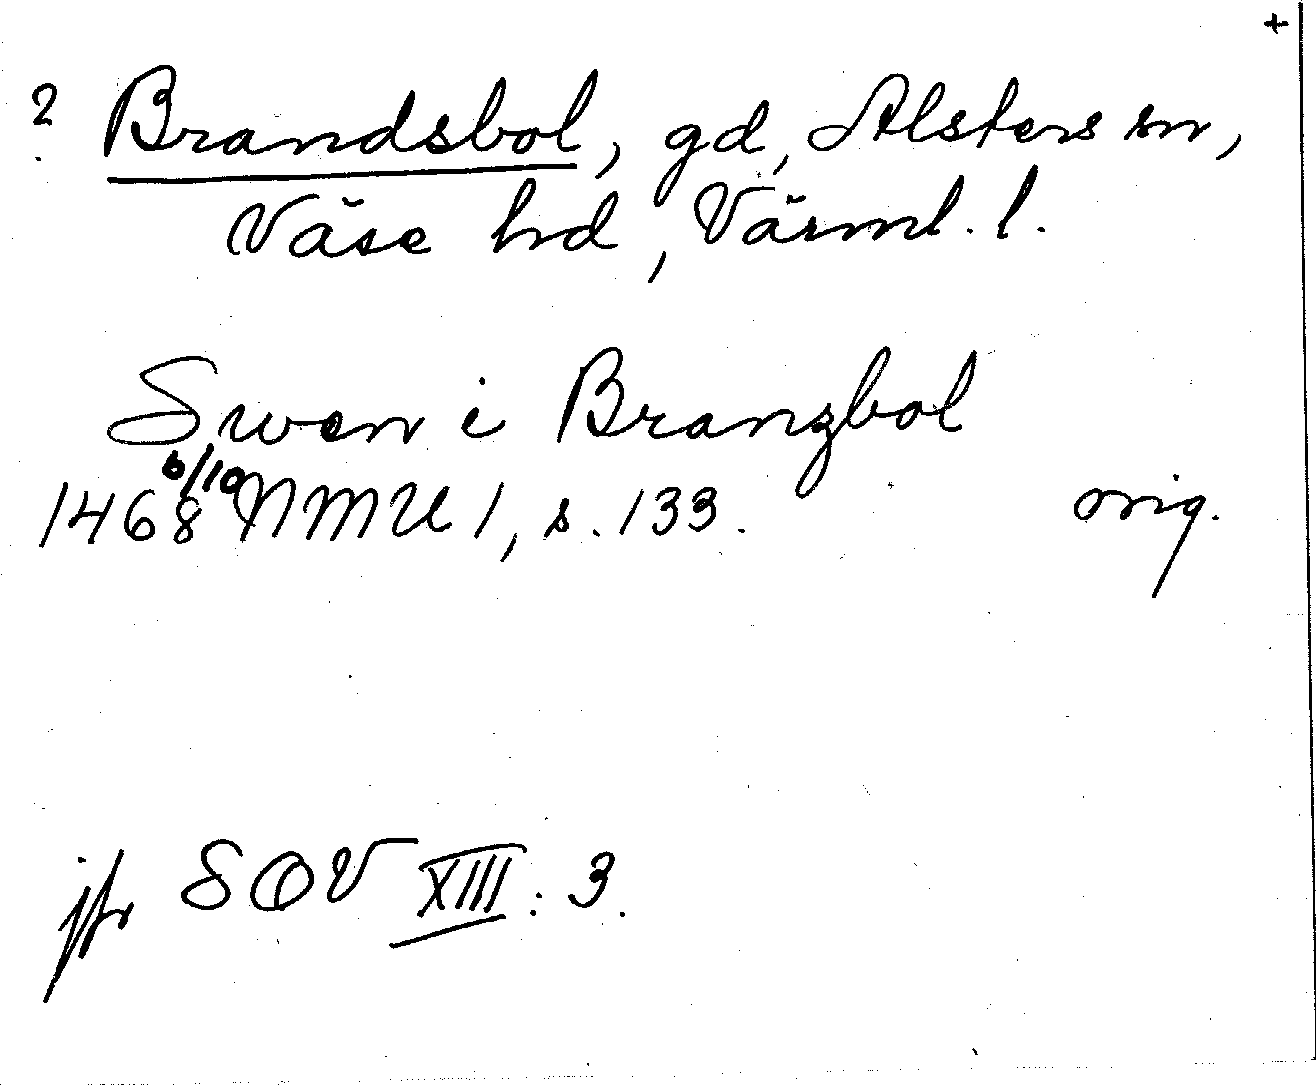 +
? Brandsbol, gd, Alsters sn,
Väse hd, Värml. l.
Swen i Branzbol
1468 6/10 NMU 1, s. 133. orig.
jfr SOV XIII: 3.